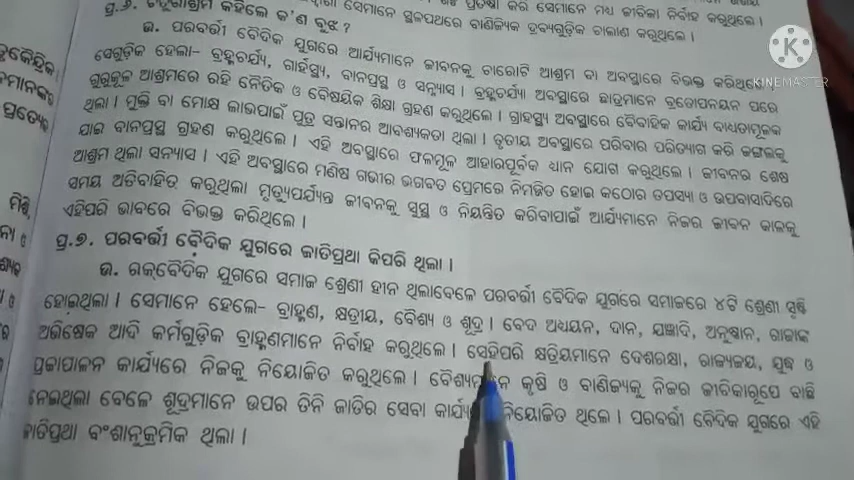 ସେମାନେ ସ୍ଥଳପଥରେ ବାଣିଜ୍ୟିକ ଦ୍ରବ୍ୟଗୁଡ଼ିକ ଚାଲାଣ କରୁଥିଲେ ।
ପ୍ର.୬. ଚତୁରାଶ୍ରମ କହିଲେ କ'ଣ ବୁଝ ?
ଉ. ପରବର୍ତ୍ତୀ ବୈଦିକ ଯୁଗରେ ଆର୍ଯ୍ୟମାନେ ଜୀବନକୁ ଚାରୋଟି ଆଶ୍ରମ ବା ଅବସ୍ଥାରେ ବିଭକ୍ତ କରିଥିଲେ
ସେଗୁଡ଼ିକ ହେଲା- ବ୍ରହ୍ମଚର୍ଯ୍ୟ, ଗାର୍ହସ୍ଥ୍ୟ, ବାନପ୍ରସ୍ଥ ଓ ସନ୍ନ୍ୟାସ । ବ୍ରହ୍ମଚର୍ଯ୍ୟା ଅବସ୍ଥାରେ ଛାତ୍ରମାନେ ବ୍ରତୋପନୟନ ପରେ
ଗୁରୁକୂଳ ଆଶ୍ରମରେ ରହି ନୈତିକ ଓ ବୈଷୟିକ ଶିକ୍ଷା ଗ୍ରହଣ କରୁଥିଲେ । ଗ୍ରାହସ୍ଥ୍ୟ ଅବସ୍ଥାରେ ବୈବାହିକ କାର୍ଯ୍ୟ ବାଧ୍ୟତାମୂଳକ
ଥିଲା । ମୁକ୍ତି ବା ମୋକ୍ଷ ଲାଭପାଇଁ ପୁତ୍ର ସନ୍ତାନର ଆବଶ୍ୟକତା ଥିଲା । ତୃତୀୟ ଅବସ୍ଥାରେ ପରିବାର ପରିତ୍ୟାଗ କରି ଜଙ୍ଗଲକୁ
ଯାଇ ବାନପ୍ରସ୍ଥ ଗ୍ରହଣ କରୁଥିଲେ । ଏହି ଅବସ୍ଥାରେ ଫଳମୂଳ ଆହାରପୂର୍ବକ ଧ୍ୟାନ ଯୋଗ କରୁଥିଲେ । ଜୀବନର ଶେଷ
ଆଶ୍ରମ ଥିଲା ସନ୍ୟାସ । ଏହି ଅବସ୍ଥାରେ ମଣିଷ ଗଭୀର ଭଗବତ ପ୍ରେମରେ ନିମଜ୍ଜିତ ହୋଇ କଠୋର ତପସ୍ୟା ଓ ଉପବାସାଦିରେ
ସମୟ ଅତିବାହିତ୍ କରୁଥିଲା ମୃତ୍ୟୁପର୍ଯ୍ୟନ୍ତ ଜୀବନକୁ ସୁସ୍ଥ ଓ ନିୟନ୍ତ୍ରିତ କରିବାପାଇଁ ଆର୍ଯ୍ୟମାନେ ନିଜର ଜୀବନ କାଳକୁ
ଏହିପରି ଭାବରେ ବିଭକ୍ତ କରିଥିଲେ ।
ପ୍ର.୭. ପରବର୍ତ୍ତୀ ବୈଦିକ ଯୁଗରେ ଜାତିପ୍ରଥା କିପରି ଥିଲା ।
ଉ. ରକ୍‌ବୈଦିକ ଯୁଗରେ ସମାଜ ଶ୍ରେଣୀ ହୀନ ଥିଲାବେଳେ ପରବର୍ତ୍ତୀ ବୈଦିକ ଯୁଗରେ ସମାଜରେ ୪ଟି ଶ୍ରେଣୀ ସୃଷ୍ଟି
ହୋଇଥିଲା । ସେମାନେ ହେଲେ- ବ୍ରାହ୍ମଣ, କ୍ଷତ୍ରୀୟ, ବୈଶ୍ୟ ଓ ଶୂଦ୍ର । ବେଦ ଅଧ୍ୟୟନ, ଦାନ, ଯଜ୍ଞାଦି, ଅନୁଷ୍ଠାନ, ରାଜାଙ୍କ
ଅଭିଷେକ ଆଦି କର୍ମଗୁଡ଼ିକ ବ୍ରାହ୍ମଣମାନେ ନିର୍ବାହ କରୁଥିଲେ । ସେହିପରି କ୍ଷତ୍ରିୟମାନେ ଦେଶରକ୍ଷା, ରାଜ୍ୟଜୟ, ଯୁଦ୍ଧ ଓ
ପ୍ରଜାପାଳନ କାର୍ଯ୍ୟରେ ନିଜକୁ ନିୟୋଜିତ କରୁଥିଲେ । ବୈଶ୍ୟମାନେ କୃଷି ଓ ବାଣିଜ୍ୟକୁ ନିଜର ଜୀବିକାରୂପେ ବାଛି
ନେଇଥିଲା ବେଳେ ଶୂଦ୍ରମାନେ ଉପର ତିନି ଜାତିର ସେବା କାର୍ଯ୍ୟରେ ନିୟୋଜିତ ଥିଲେ । ପରବର୍ତ୍ତୀ ବୈଦିକ ଯୁଗରେ ଏହି
ଜାତିପ୍ରଥା ବଂଶାନୁକ୍ରମିକ ଥିଲା ।
KINEMASTER